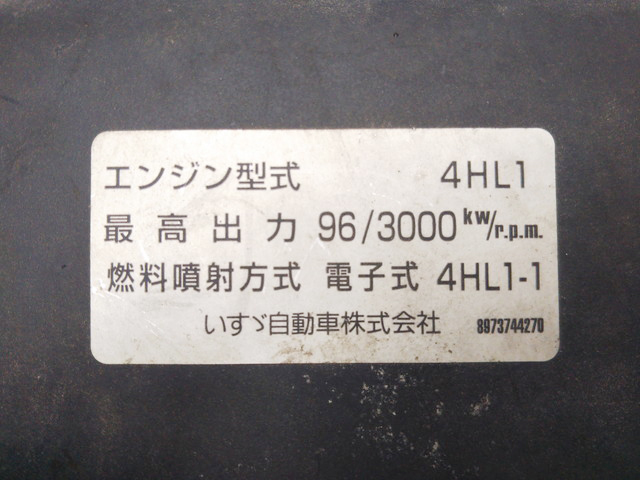 エンジン型式 4HL1
最高出力 96/3000 kw/r.p.m.
燃料噴射方式 電子式 4HL1-1
いすゞ自動車株式会社 8973744270